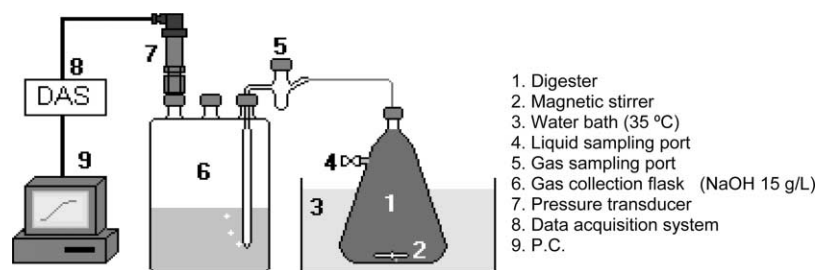 7
5
8
DAS
9
6
4
3
1
2
1. Digester
2. Magnetic stirrer
3. Water bath (35 ºC)
4. Liquid sampling port
5. Gas sampling port
6. Gas collection flask (NaOH 15 g/L)
7. Pressure transducer
8. Data acquisition system
9. P.C.